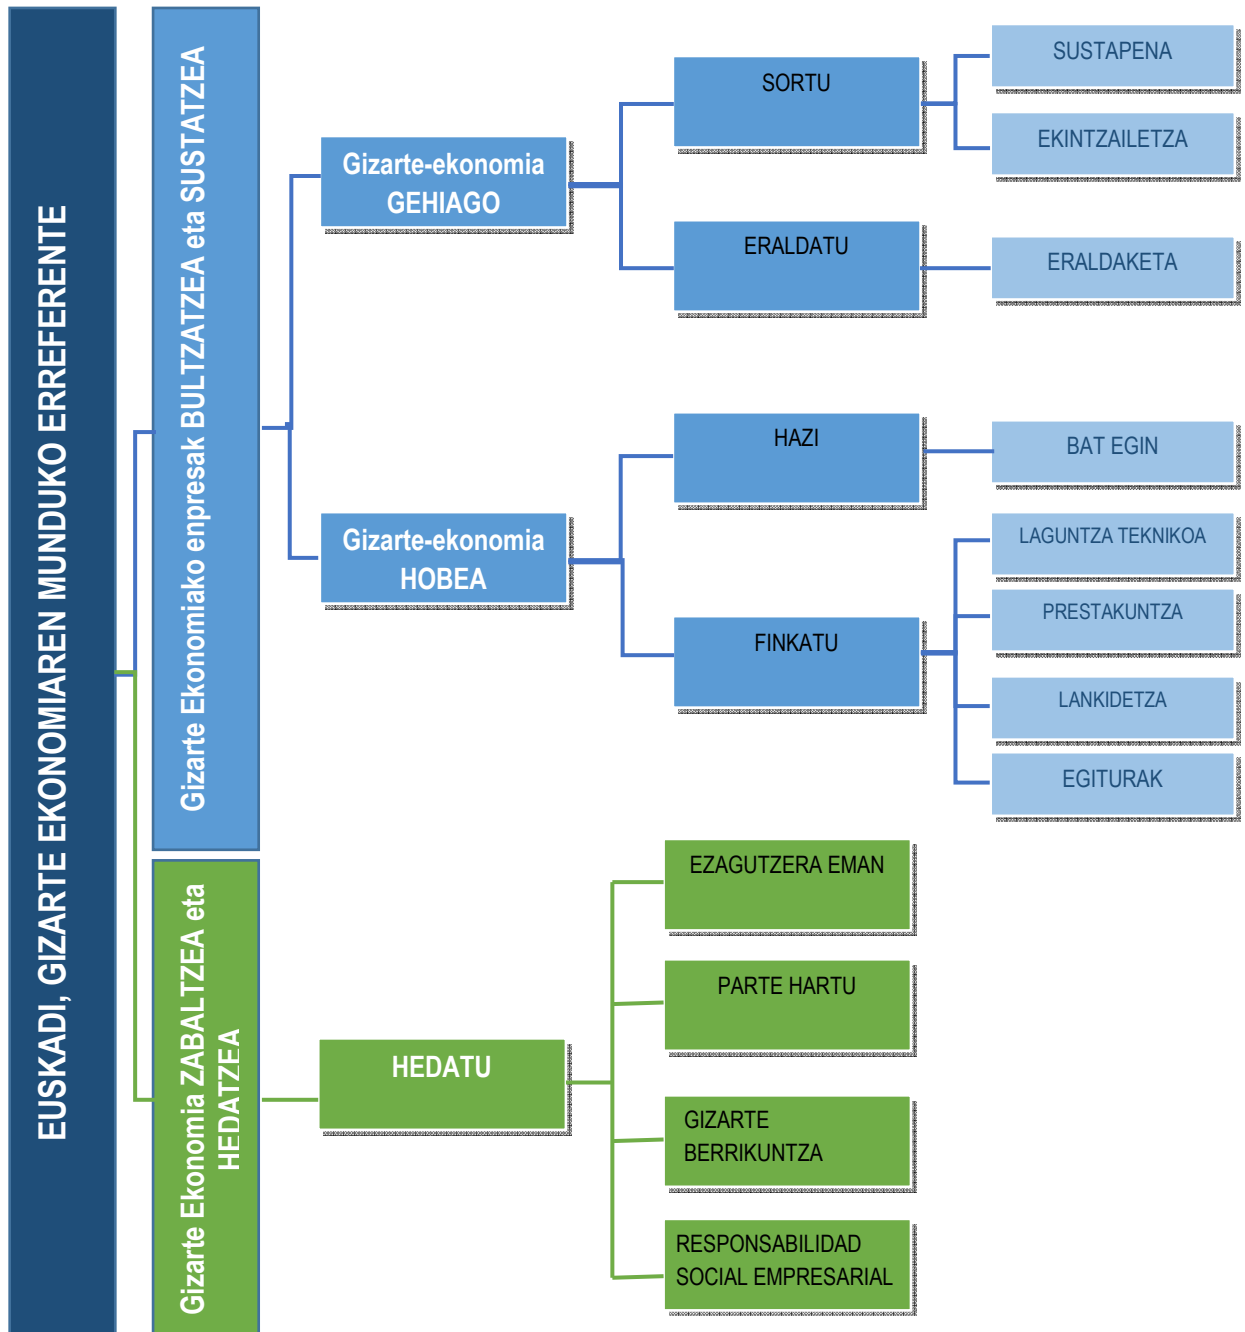 EUSKADI, GIZARTE EKONOMIAREN MUNDUKO ERREFERENTE
Gizarte Ekonomiako enpresak BULTZATZEA eta SUSTATZEA
Gizarte-ekonomia
GEHIAGO
SORTU
SUSTAPENA
EKINTZAILETZA
ERALDATU
ERALDAKETA
Gizarte-ekonomia
HOBEA
HAZI
BAT EGIN
FINKATU
LAGUNTZA TEKNIKOA
PRESTAKUNTZA
LANKIDETZA
EGITURAK
Gizarte Ekonomia ZABALTZEA eta
HEDATZEA
HEDATU
EZAGUTZERA EMAN
PARTE HARTU
GIZARTE
BERRIKUNTZA
RESPONSABILIDAD
SOCIAL EMPRESARIAL